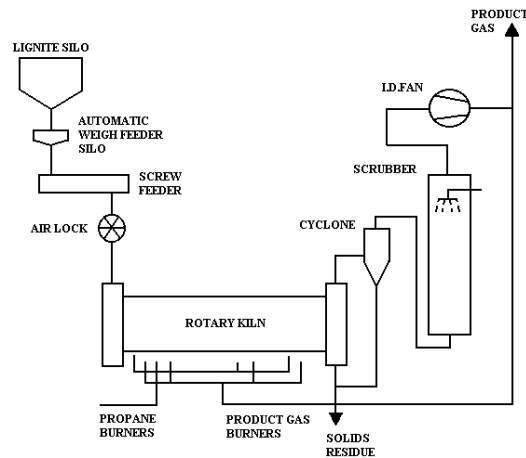 PRODUCT
GAS
LIGNITE SILO
I.D.FAN
AUTOMATIC
WEIGH FEEDER
SILO
SCREW
FEEDER
SCRUBBER
AIR LOCK
CYCLONE
ROTARY KILN
PROPANE
BURNERS
PRODUCT GAS
BURNERS
SOLIDS
RESIDUE